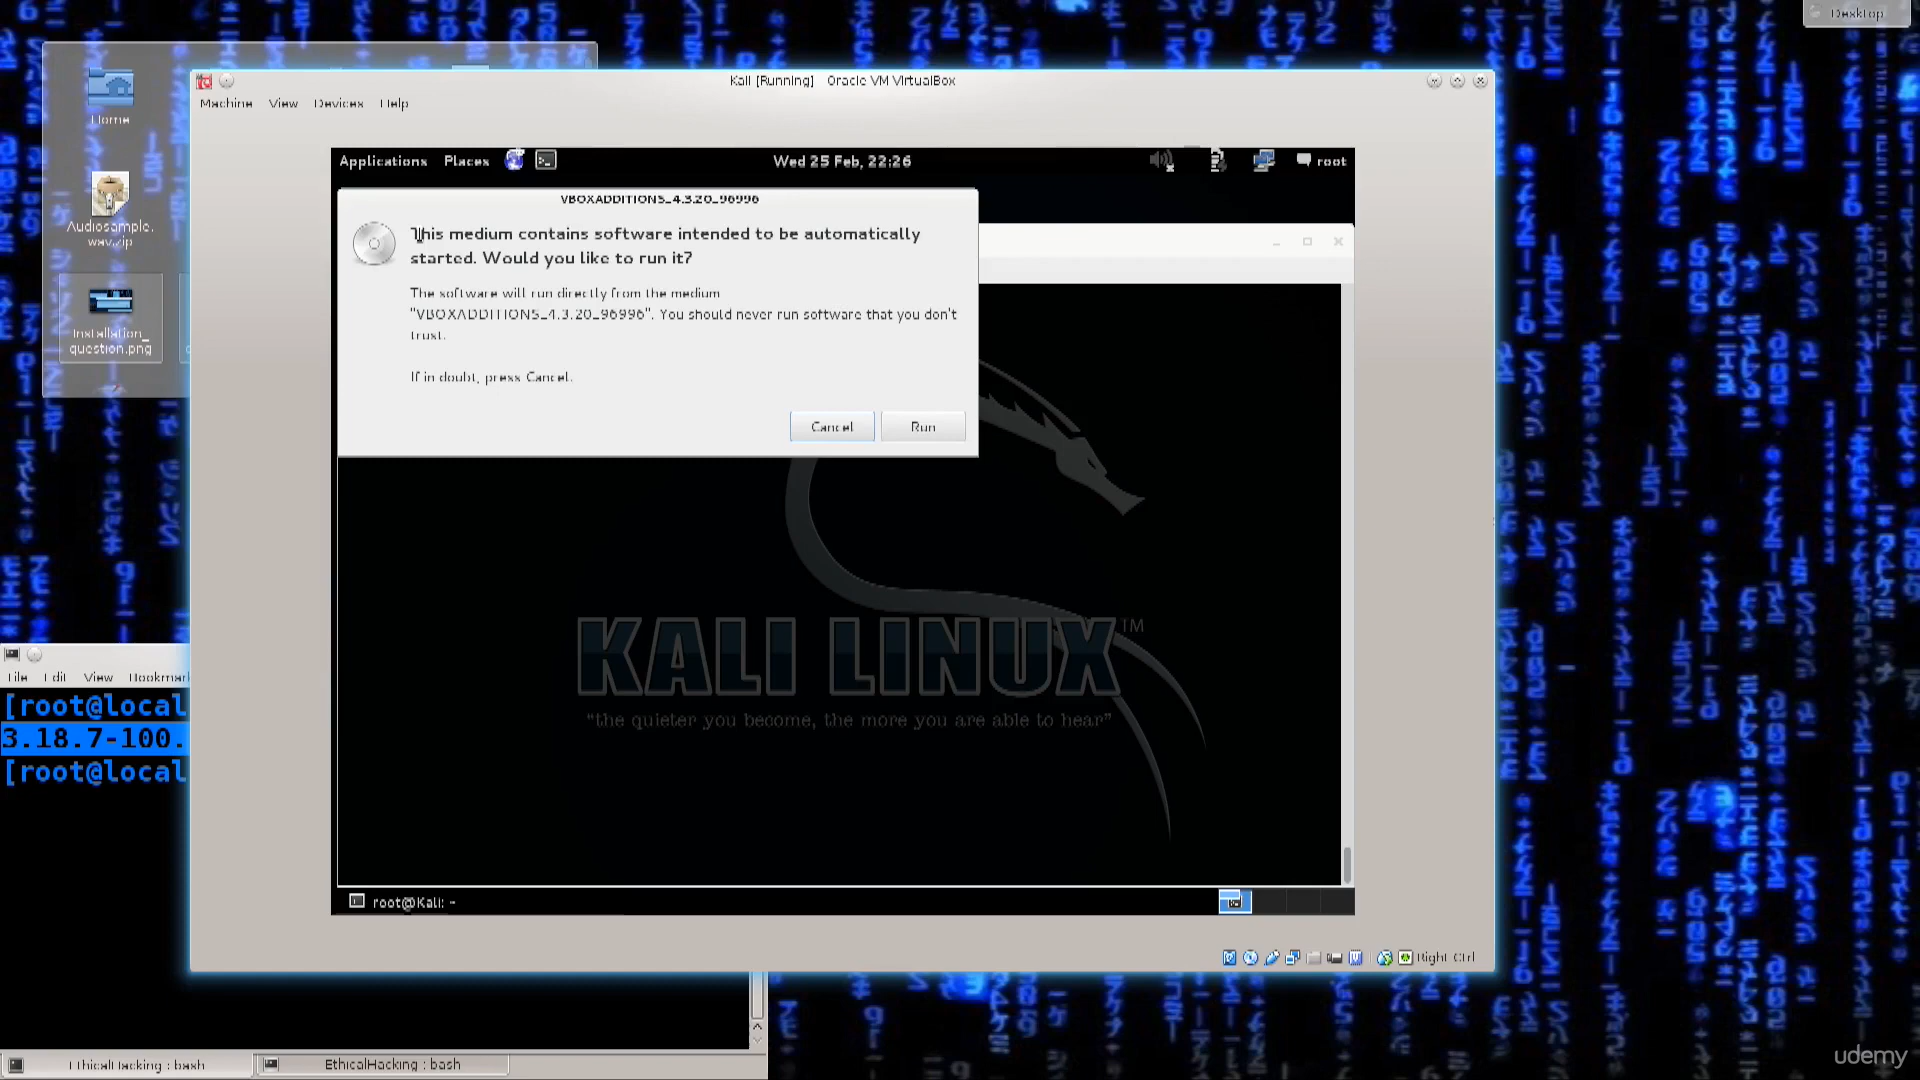 Desktop
Home
Audiosample.
wav.zip
Installation_
question.png
Kali [Running] Oracle VM VirtualBox
Machine View Devices Help
Applications Places
Wed 25 Feb, 22:26
root
VBOXADDITIONS_4.3.20_96996
This medium contains software intended to be automatically
started. Would you like to run it?
The software will run directly from the medium
"VBOXADDITIONS_4.3.20_96996". You should never run software that you don't
trust.
If in doubt, press Cancel.
Cancel Run
KALI LINUX™
“the quieter you become, the more you are able to hear”
root@Kali: ~
Right Ctrl
File Edit View Bookmark
[root@local
3.18.7-100.
[root@local
EthicalHacking : bash
EthicalHacking : bash
udemy